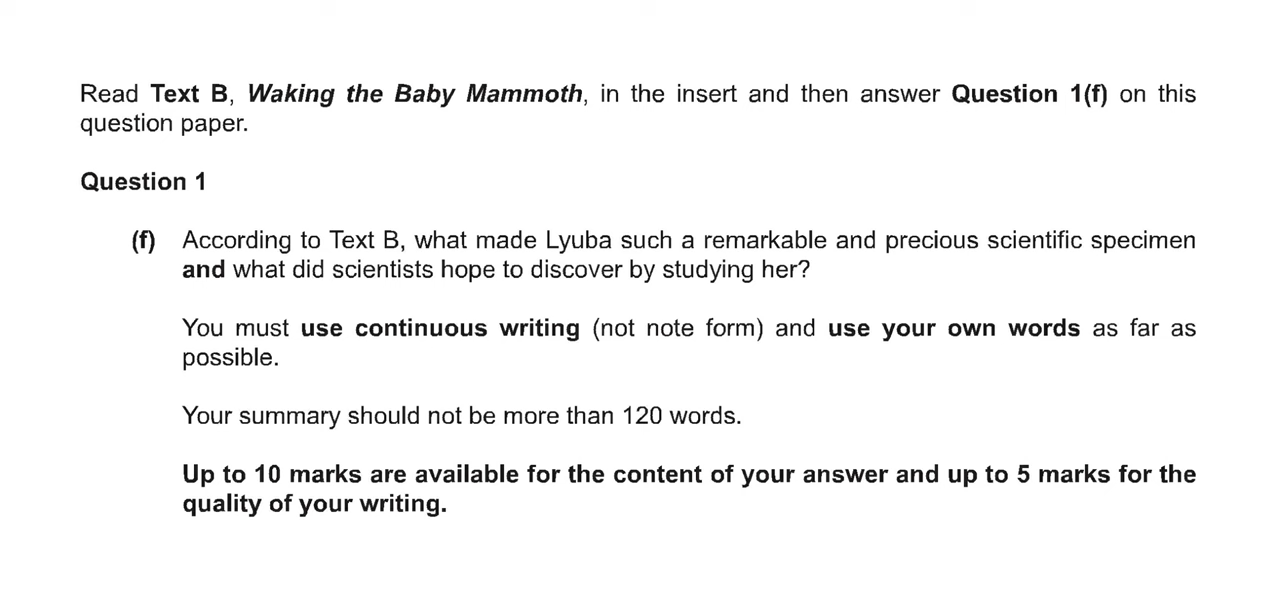 Read Text B, Waking the Baby Mammoth, in the insert and then answer Question 1(f) on this
question paper.
Question 1
(f) According to Text B, what made Lyuba such a remarkable and precious scientific specimen
and what did scientists hope to discover by studying her?
You must use continuous writing (not note form) and use your own words as far as
possible.
Your summary should not be more than 120 words.
Up to 10 marks are available for the content of your answer and up to 5 marks for the
quality of your writing.